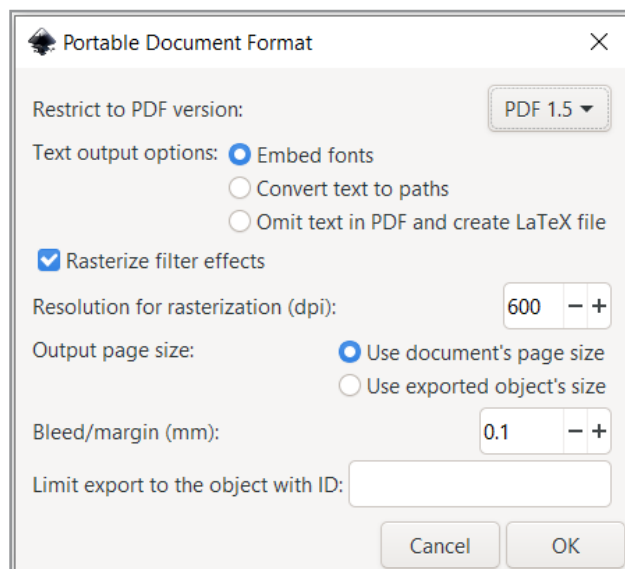 Portable Document Format
Restrict to PDF version: PDF 1.5
Text output options: Embed fonts
Convert text to paths
Omit text in PDF and create LaTeX file
Rasterize filter effects
Resolution for rasterization (dpi): 600
Output page size: Use document's page size
Use exported object's size
Bleed/margin (mm): 0.1
Limit export to the object with ID:
Cancel OK